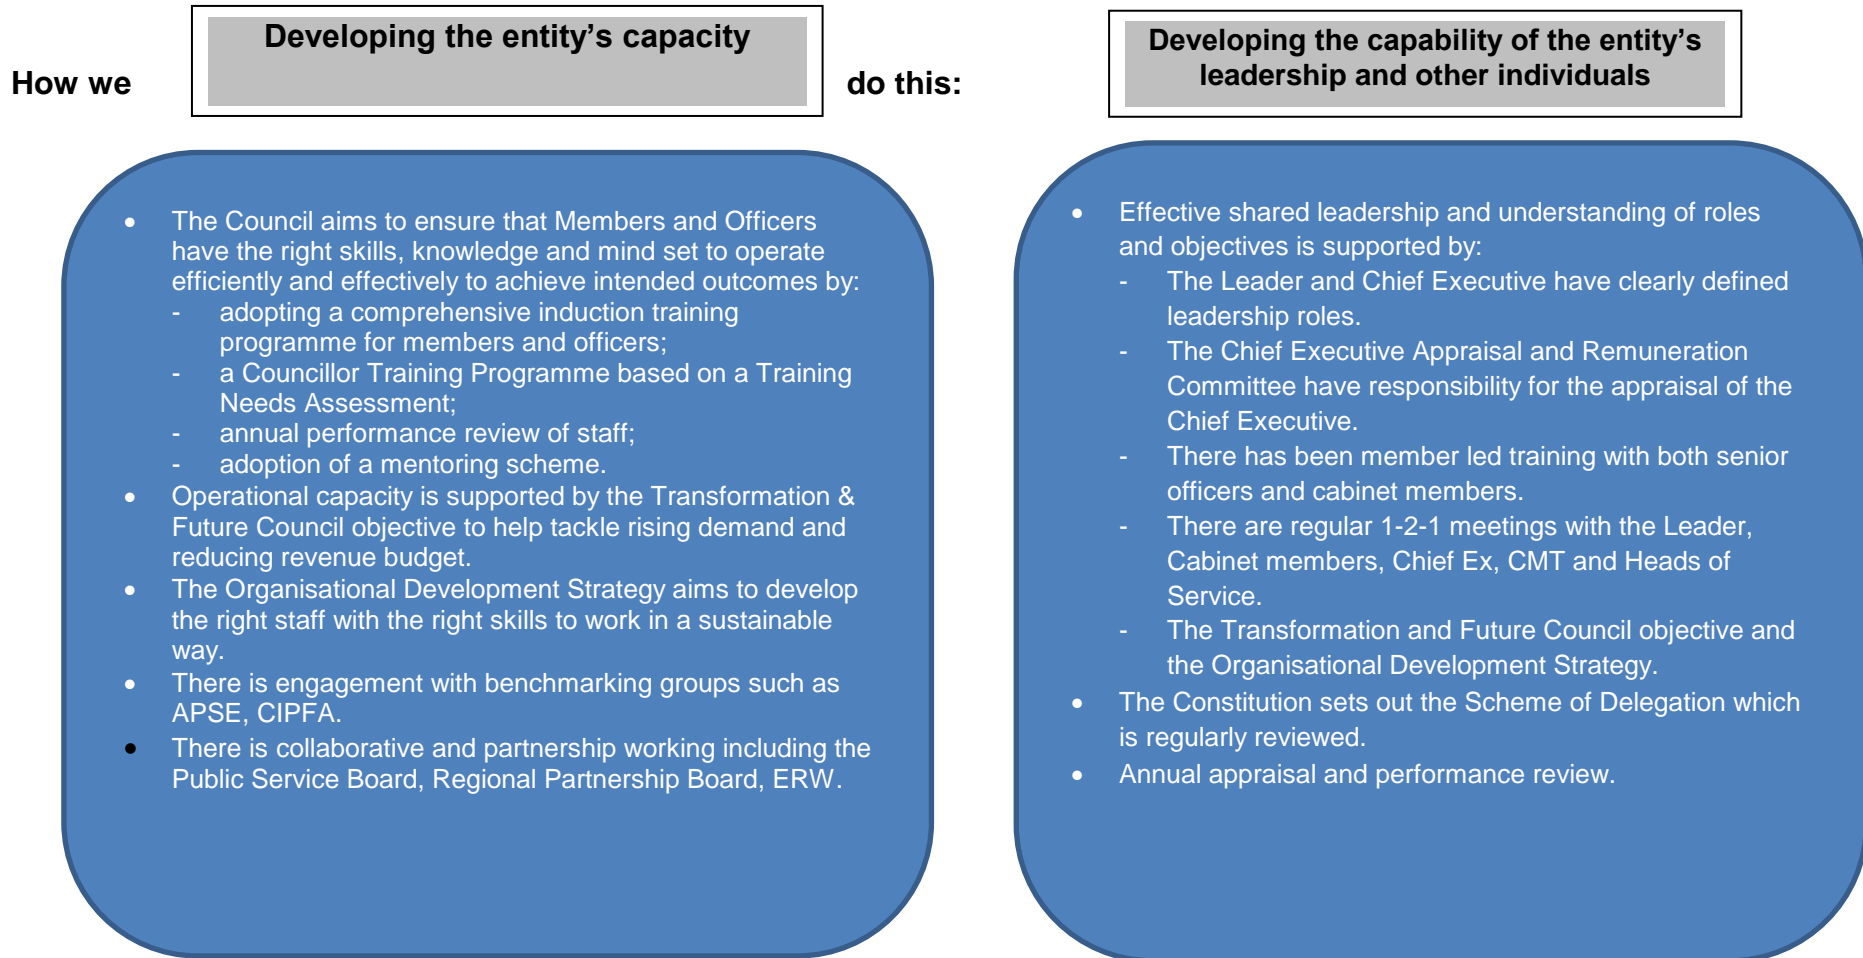 How we
Developing the entity’s capacity
do this:
Developing the capability of the entity’s
leadership and other individuals
• The Council aims to ensure that Members and Officers
have the right skills, knowledge and mind set to operate
efficiently and effectively to achieve intended outcomes by:
- adopting a comprehensive induction training
programme for members and officers;
- a Councillor Training Programme based on a Training
Needs Assessment;
- annual performance review of staff;
- adoption of a mentoring scheme.
• Operational capacity is supported by the Transformation &
Future Council objective to help tackle rising demand and
reducing revenue budget.
• The Organisational Development Strategy aims to develop
the right staff with the right skills to work in a sustainable
way.
• There is engagement with benchmarking groups such as
APSE, CIPFA.
• There is collaborative and partnership working including the
Public Service Board, Regional Partnership Board, ERW.
• Effective shared leadership and understanding of roles
and objectives is supported by:
- The Leader and Chief Executive have clearly defined
leadership roles.
- The Chief Executive Appraisal and Remuneration
Committee have responsibility for the appraisal of the
Chief Executive.
- There has been member led training with both senior
officers and cabinet members.
- There are regular 1-2-1 meetings with the Leader,
Cabinet members, Chief Ex, CMT and Heads of
Service.
- The Transformation and Future Council objective and
the Organisational Development Strategy.
• The Constitution sets out the Scheme of Delegation which
is regularly reviewed.
• Annual appraisal and performance review.